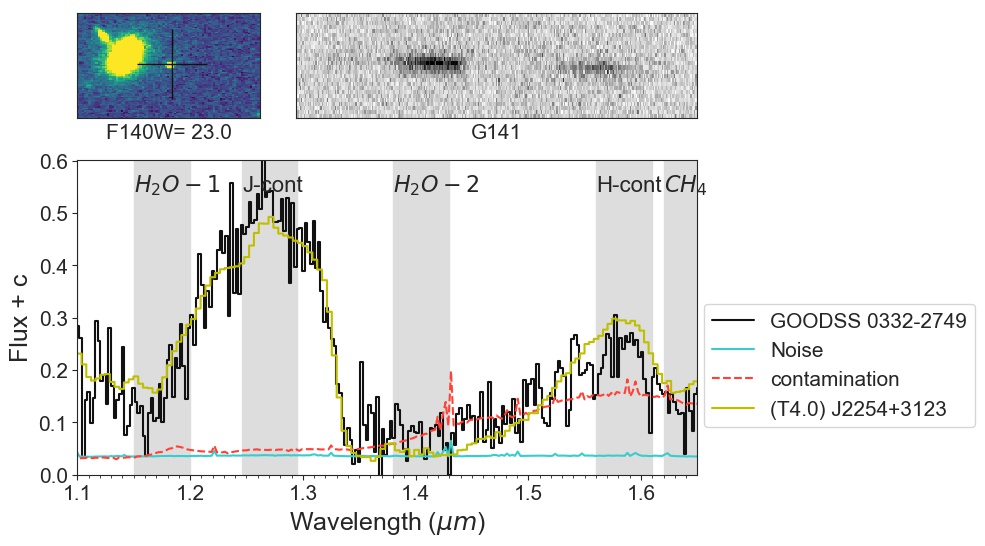 F140W= 23.0
G141
H₂O − 1
J-cont
H₂O − 2
H-cont
CH₄
0.6
0.5
0.4
0.3
0.2
0.1
0.0
Flux + c
1.1
1.2
1.3
1.4
1.5
1.6
Wavelength (μm)
GOODSS 0332-2749
Noise
contamination
(T4.0) J2254+3123